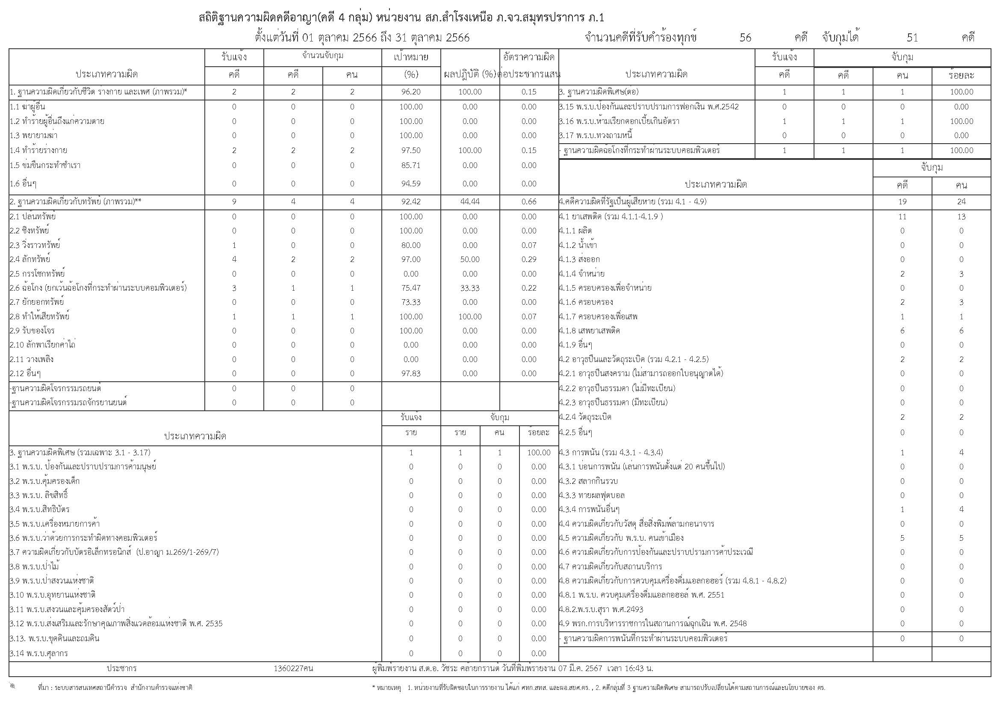 สถิติฐานความผิดคดีอาญา(คดี 4 กลุ่ม) หน่วยงาน สภ.สำโรงเหนือ ภ.จว.สมุทรปราการ ภ.1
ตั้งแต่วันที่ 01 ตุลาคม 2566 ถึง 31 ตุลาคม 2566 จำนวนคดีที่รับคำร้องทุกข์ 56 คดี จับกุมได้ 51 คดี
ประเภทความผิด รับแจ้ง จำนวนจับกุม เป้าหมาย ผลปฎิบัติ (%) อัตราความผิด
คดี คดี คน (%) ต่อประชากรแสน
1. ฐานความผิดเกี่ยวกับชีวิต ร่างกาย และเพศ (ภาพรวม)* 2 2 2 96.20 100.00 0.15
1.1 ฆ่าผู้อื่น 0 0 0 100.00 0.00 0.00
1.2 ทำร้ายผู้อื่นถึงแก่ความตาย 0 0 0 100.00 0.00 0.00
1.3 พยายามฆ่า 0 0 0 100.00 0.00 0.00
1.4 ทำร้ายร่างกาย 2 2 2 97.50 100.00 0.15
1.5 ข่มขืนกระทำชำเรา 0 0 0 85.71 0.00 0.00
1.6 อื่นๆ 0 0 0 94.59 0.00 0.00
2. ฐานความผิดเกี่ยวกับทรัพย์ (ภาพรวม)** 9 4 4 92.42 44.44 0.66
2.1 ปล้นทรัพย์ 0 0 0 100.00 0.00 0.00
2.2 ชิงทรัพย์ 0 0 0 100.00 0.00 0.00
2.3 วิ่งราวทรัพย์ 1 0 0 80.00 0.00 0.07
2.4 ลักทรัพย์ 4 2 2 97.00 50.00 0.29
2.5 กรรโชกทรัพย์ 0 0 0 0.00 0.00 0.00
2.6 ฉ้อโกง (ยกเว้นฉ้อโกงที่กระทำผ่านระบบคอมพิวเตอร์) 3 1 1 75.47 33.33 0.22
2.7 ยักยอกทรัพย์ 0 0 0 73.33 0.00 0.00
2.8 ทำให้เสียทรัพย์ 1 1 1 100.00 100.00 0.07
2.9 รับของโจร 0 0 0 100.00 0.00 0.00
2.10 ลักพาเรียกค่าไถ่ 0 0 0 0.00 0.00 0.00
2.11 วางเพลิง 0 0 0 0.00 0.00 0.00
2.12 อื่นๆ 0 0 0 97.83 0.00 0.00
-ฐานความผิดโจรกรรมรถยนต์ 0 0 0
-ฐานความผิดโจรกรรมรถจักรยานยนต์ 0 0 0
ประเภทความผิด รับแจ้ง จับกุม
ราย ราย คน ร้อยละ
3. ฐานความผิดพิเศษ (รวมเฉพาะ 3.1 - 3.17) 1 1 1 100.00
3.1 พ.ร.บ. ป้องกันและปราบปรามการค้ามนุษย์ 0 0 0 0.00
3.2 พ.ร.บ.คุ้มครองเด็ก 0 0 0 0.00
3.3 พ.ร.บ. ลิขสิทธิ์ 0 0 0 0.00
3.4 พ.ร.บ.สิทธิบัตร 0 0 0 0.00
3.5 พ.ร.บ.เครื่องหมายการค้า 0 0 0 0.00
3.6 พ.ร.บ.ว่าด้วยการกระทำผิดทางคอมพิวเตอร์ 0 0 0 0.00
3.7 ความผิดเกี่ยวกับบัตรอิเล็กทรอนิกส์ (ป.อาญา ม.269/1-269/7) 0 0 0 0.00
3.8 พ.ร.บ.ป่าไม้ 0 0 0 0.00
3.9 พ.ร.บ.ป่าสงวนแห่งชาติ 0 0 0 0.00
3.10 พ.ร.บ.อุทยานแห่งชาติ 0 0 0 0.00
3.11 พ.ร.บ.สงวนและคุ้มครองสัตว์ป่า 0 0 0 0.00
3.12 พ.ร.บ.ส่งเสริมและรักษาคุณภาพสิ่งแวดล้อมแห่งชาติ พ.ศ. 2535 0 0 0 0.00
3.13. พ.ร.บ.ขุดดินและถมดิน 0 0 0 0.00
3.14 พ.ร.บ.ศุลากร 0 0 0 0.00
ประเภทความผิด รับแจ้ง จับกุม
คดี คดี คน ร้อยละ
3. ฐานความผิดพิเศษ(ต่อ) 1 1 1 100.00
3.15 พ.ร.บ.ป้องกันและปราบปรามการฟอกเงิน พ.ศ.2542 0 0 0 0.00
3.16 พ.ร.บ.ห้ามเรียกดอกเบี้ยเกินอัตรา 1 1 1 100.00
3.17 พ.ร.บ.ทวงถามหนี้ 0 0 0 0.00
- ฐานความผิดฉ้อโกงที่กระทำผ่านระบบคอมพิวเตอร์ 1 1 1 100.00
ประเภทความผิด จับกุม
คดี คน
4.คดีความผิดที่รัฐเป็นผู้เสียหาย (รวม 4.1 - 4.9) 19 24
4.1 ยาเสพติด (รวม 4.1.1-4.1.9 ) 11 13
4.1.1 ผลิต 0 0
4.1.2 น้ำเข้า 0 0
4.1.3 ส่งออก 0 0
4.1.4 จำหน่าย 2 3
4.1.5 ครอบครองเพื่อจำหน่าย 0 0
4.1.6 ครอบครอง 2 3
4.1.7 ครอบครองเพื่อเสพ 1 1
4.1.8 เสพยาเสพติด 6 6
4.1.9 อื่นๆ 0 0
4.2 อาวุธปืนและวัตถุระเบิด (รวม 4.2.1 - 4.2.5) 2 2
4.2.1 อาวุธปืนสงคราม (ไม่สามารถออกใบอนุญาตได้) 0 0
4.2.2 อาวุธปืนธรรมดา (ไม่มีทะเบียน) 0 0
4.2.3 อาวุธปืนธรรมดา (มีทะเบียน) 0 0
4.2.4 วัตถุระเบิด 2 2
4.2.5 อื่นๆ 0 0
4.3 การพนัน (รวม 4.3.1 - 4.3.4) 1 4
4.3.1 บ่อนการพนัน (เล่นการพนันตั้งแต่ 20 คนขึ้นไป) 0 0
4.3.2 สลากกินรวบ 0 0
4.3.3 ทายผลฟุตบอล 0 0
4.3.4 การพนันอื่นๆ 1 4
4.4 ความผิดเกี่ยวกับวัสดุ สื่อสิ่งพิมพ์ลามกอนาจาร 0 0
4.5 ความผิดเกี่ยวกับ พ.ร.บ. คนเข้าเมือง 5 5
4.6 ความผิดเกี่ยวกับการป้องกันและปราบปรามการค้าประเวณี 0 0
4.7 ความผิดเกี่ยวกับสถานบริการ 0 0
4.8 ความผิดเกี่ยวกับการควบคุมเครื่องดื่มแอลกอฮอร์ (รวม 4.8.1 - 4.8.2) 0 0
4.8.1 พ.ร.บ. ควบคุมเครื่องดื่มแอลกอฮอล์ พ.ศ. 2551 0 0
4.8.2.พ.ร.บ.สุรา พ.ศ.2493 0 0
4.9 พรก.การบริหารราชการในสถานการณ์ฉุกเฉิน พ.ศ. 2548 0 0
- ฐานความผิดการพนันที่กระทำผ่านระบบคอมพิวเตอร์ 0 0
ประชากร 1360227คน ผู้พิมพ์รายงาน ส.ต.อ. วัชระ คล้ายกรานต์ วันที่พิมพ์รายงาน 07 มี.ค. 2567 เวลา 16:43 น.
ที่มา : ระบบสารสนเทศสถานีตำรวจ สำนักงานตำรวจแห่งชาติ * หมายเหตุ 1. หน่วยงานที่รับผิดชอบในการรายงาน ได้แก่ ศทก.สทส. และผอ.สยศ.ตร. , 2. คดีกลุ่มที่ 3 ฐานความผิดพิเศษ สามารถปรับเปลี่ยนได้ตามสถานการณ์และนโยบายของ ตร.